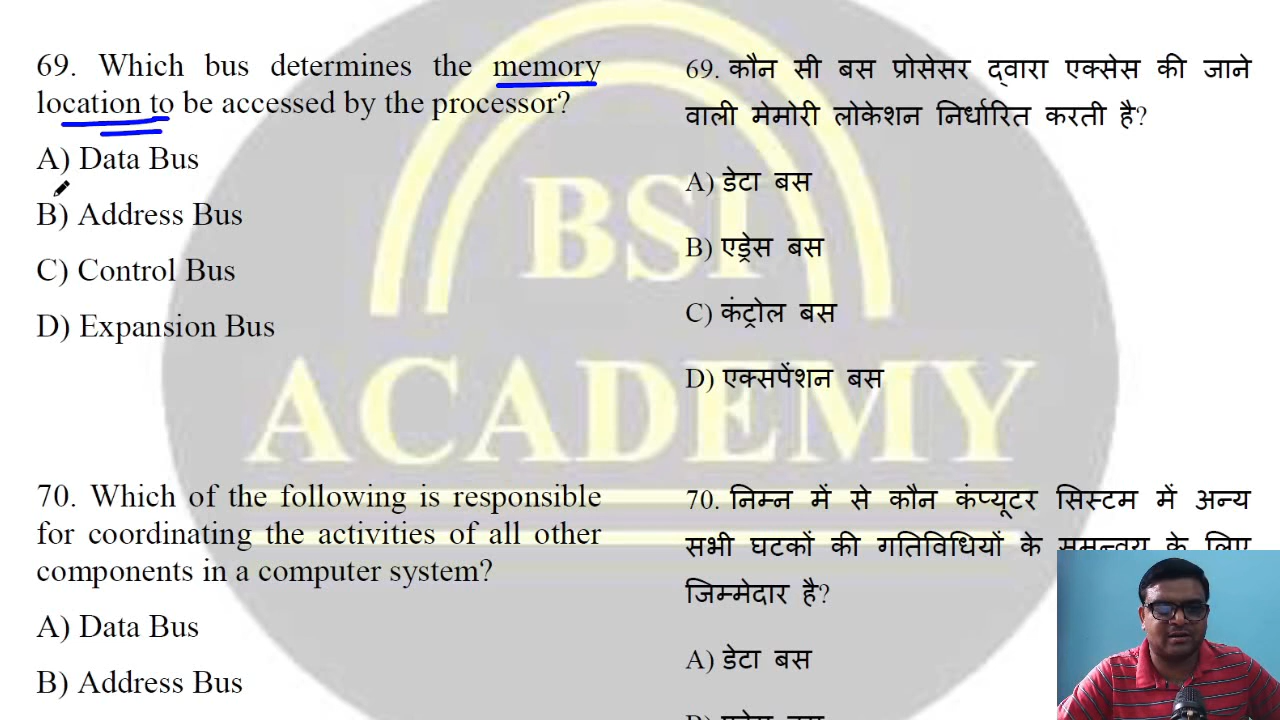 69. Which bus determines the memory
location to be accessed by the processor?
A) Data Bus
B) Address Bus
C) Control Bus
D) Expansion Bus
70. Which of the following is responsible
for coordinating the activities of all other
components in a computer system?
A) Data Bus
B) Address Bus
69. कौन सी बस प्रोसेसर द्वारा एक्सेस की जाने
वाली मेमोरी लोकेशन निर्धारित करती है?
A) डेटा बस
B) एड्रेस बस
C) कंट्रोल बस
D) एक्सपेंशन बस
70. निम्न में से कौन कंप्यूटर सिस्टम में अन्य
सभी घटकों की गतिविधियों के समन्वय के लिए
जिम्मेदार है?
A) डेटा बस
BSI
ACADEMY